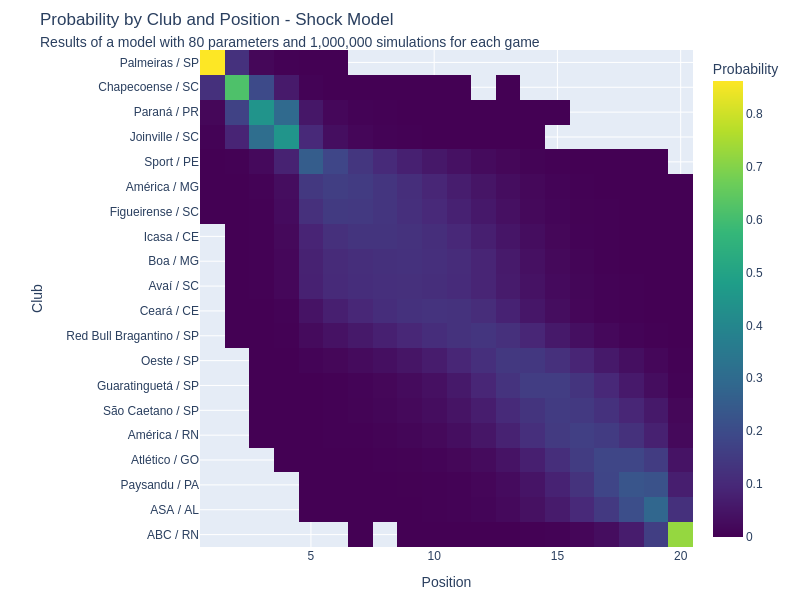 Probability by Club and Position - Shock Model
Results of a model with 80 parameters and 1,000,000 simulations for each game
Probability
Palmeiras / SP
Chapecoense / SC
Paraná / PR
Joinville / SC
Sport / PE
América / MG
Figueirense / SC
Icasa / CE
Boa / MG
Avaí / SC
Ceará / CE
Red Bull Bragantino / SP
Oeste / SP
Guaratinguetá / SP
São Caetano / SP
América / RN
Atlético / GO
Paysandu / PA
ASA / AL
ABC / RN
Club
5
10
15
20
Position
0.8
0.7
0.6
0.5
0.4
0.3
0.2
0.1
0